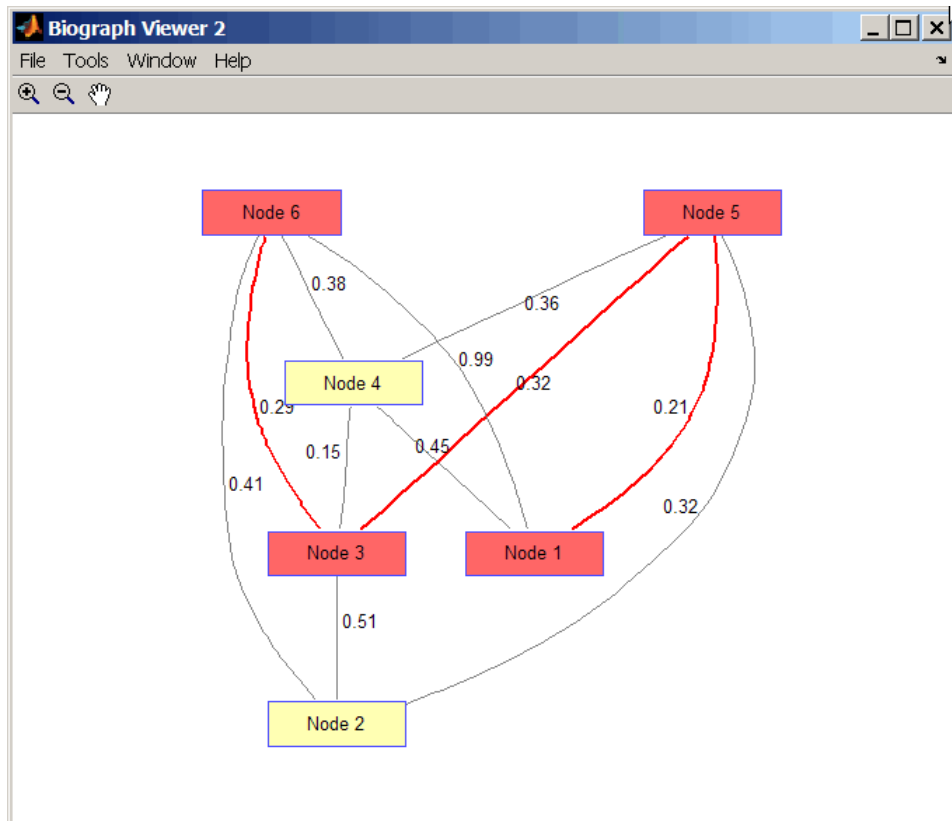 Biograph Viewer 2
File Tools Window Help
Node 6
Node 5
0.38
0.36
0.99
Node 4
0.32
0.29
0.21
0.45
0.15
0.41
0.32
Node 3
Node 1
0.51
Node 2